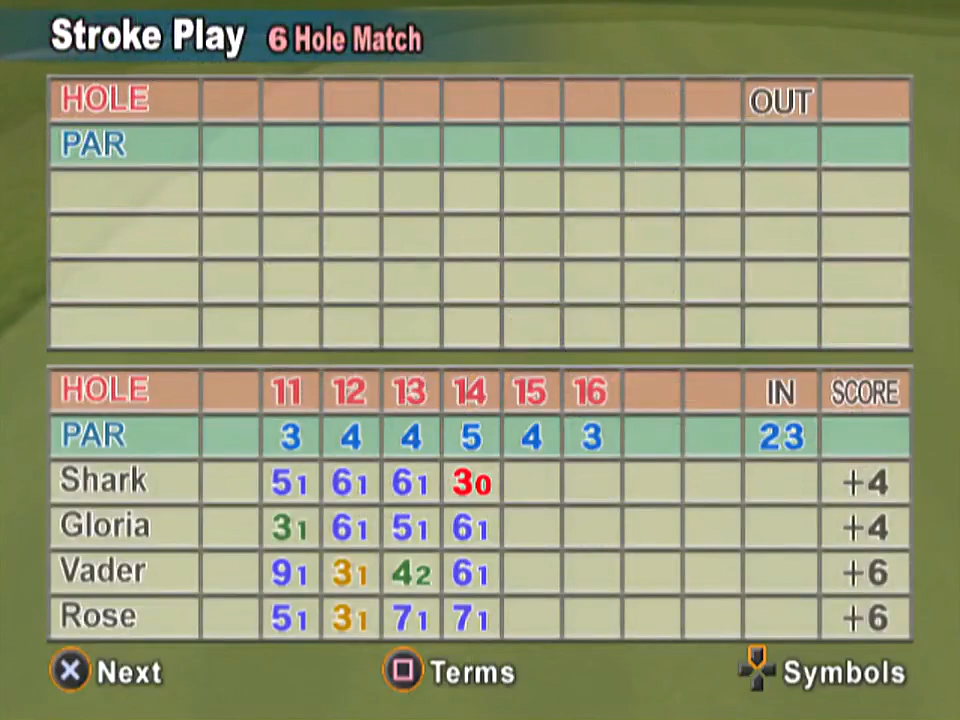 Stroke Play 6 Hole Match
HOLE OUT
PAR
HOLE 11 12 13 14 15 16 IN SCORE
PAR 3 4 4 5 4 3 23
Shark 51 61 61 30 +4
Gloria 31 61 51 61 +4
Vader 91 31 42 61 +6
Rose 51 31 71 71 +6
Next Terms Symbols